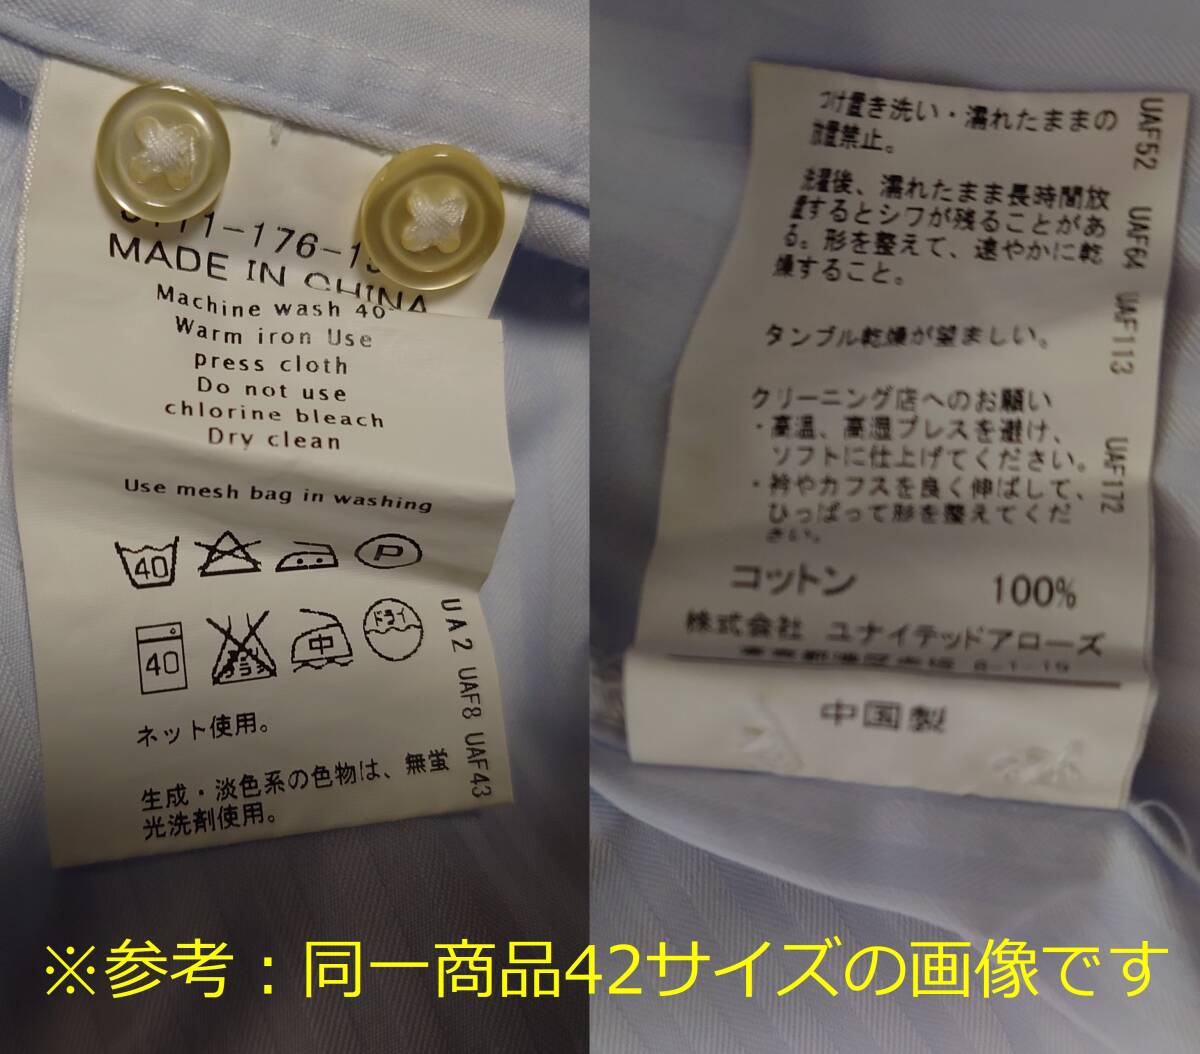 MADE IN CHINA
Machine wash 40
Warm iron Use
press cloth
Do not use
chlorine bleach
Dry clean
Use mesh bag in washing
40
P
40
中
ドライ
ネット使用。
生成・淡色系の色物は、無蛍
光洗剤使用。
UA2 UAF8 UAF43
つけ置き洗い・濡れたままの
放置禁止。
洗濯後、濡れたまま長時間放
置するとシワが残ることがあ
る。形を整えて、速やかに乾
燥すること。
タンブル乾燥が望ましい。
クリーニング店へのお願い
・高温、高湿プレスを避け、
ソフトに仕上げてください。
・衿やカフスを良く伸ばして、
ひっぱって形を整えてくだ
さい。
コットン 100%
株式会社 ユナイテッドアローズ
中国製
UAF52 UAF64 UAF113 UAF172
※参考：同一商品42サイズの画像です